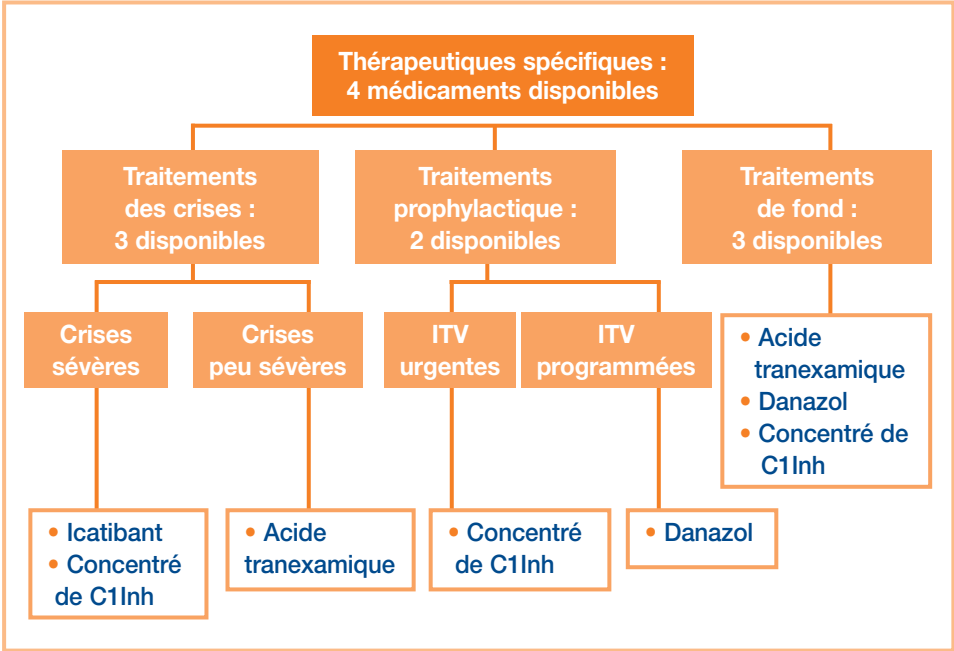 Thérapeutiques spécifiques :
4 médicaments disponibles
Traitements
des crises :
3 disponibles
Traitements
prophylactique :
2 disponibles
Traitements
de fond :
3 disponibles
Crises
sévères
Crises
peu sévères
ITV
urgentes
ITV
programmées
• Acide
tranexamique
• Danazol
• Concentré de
C1Inh
• Icatibant
• Concentré
de C1Inh
• Acide
tranexamique
• Concentré
de C1Inh
• Danazol